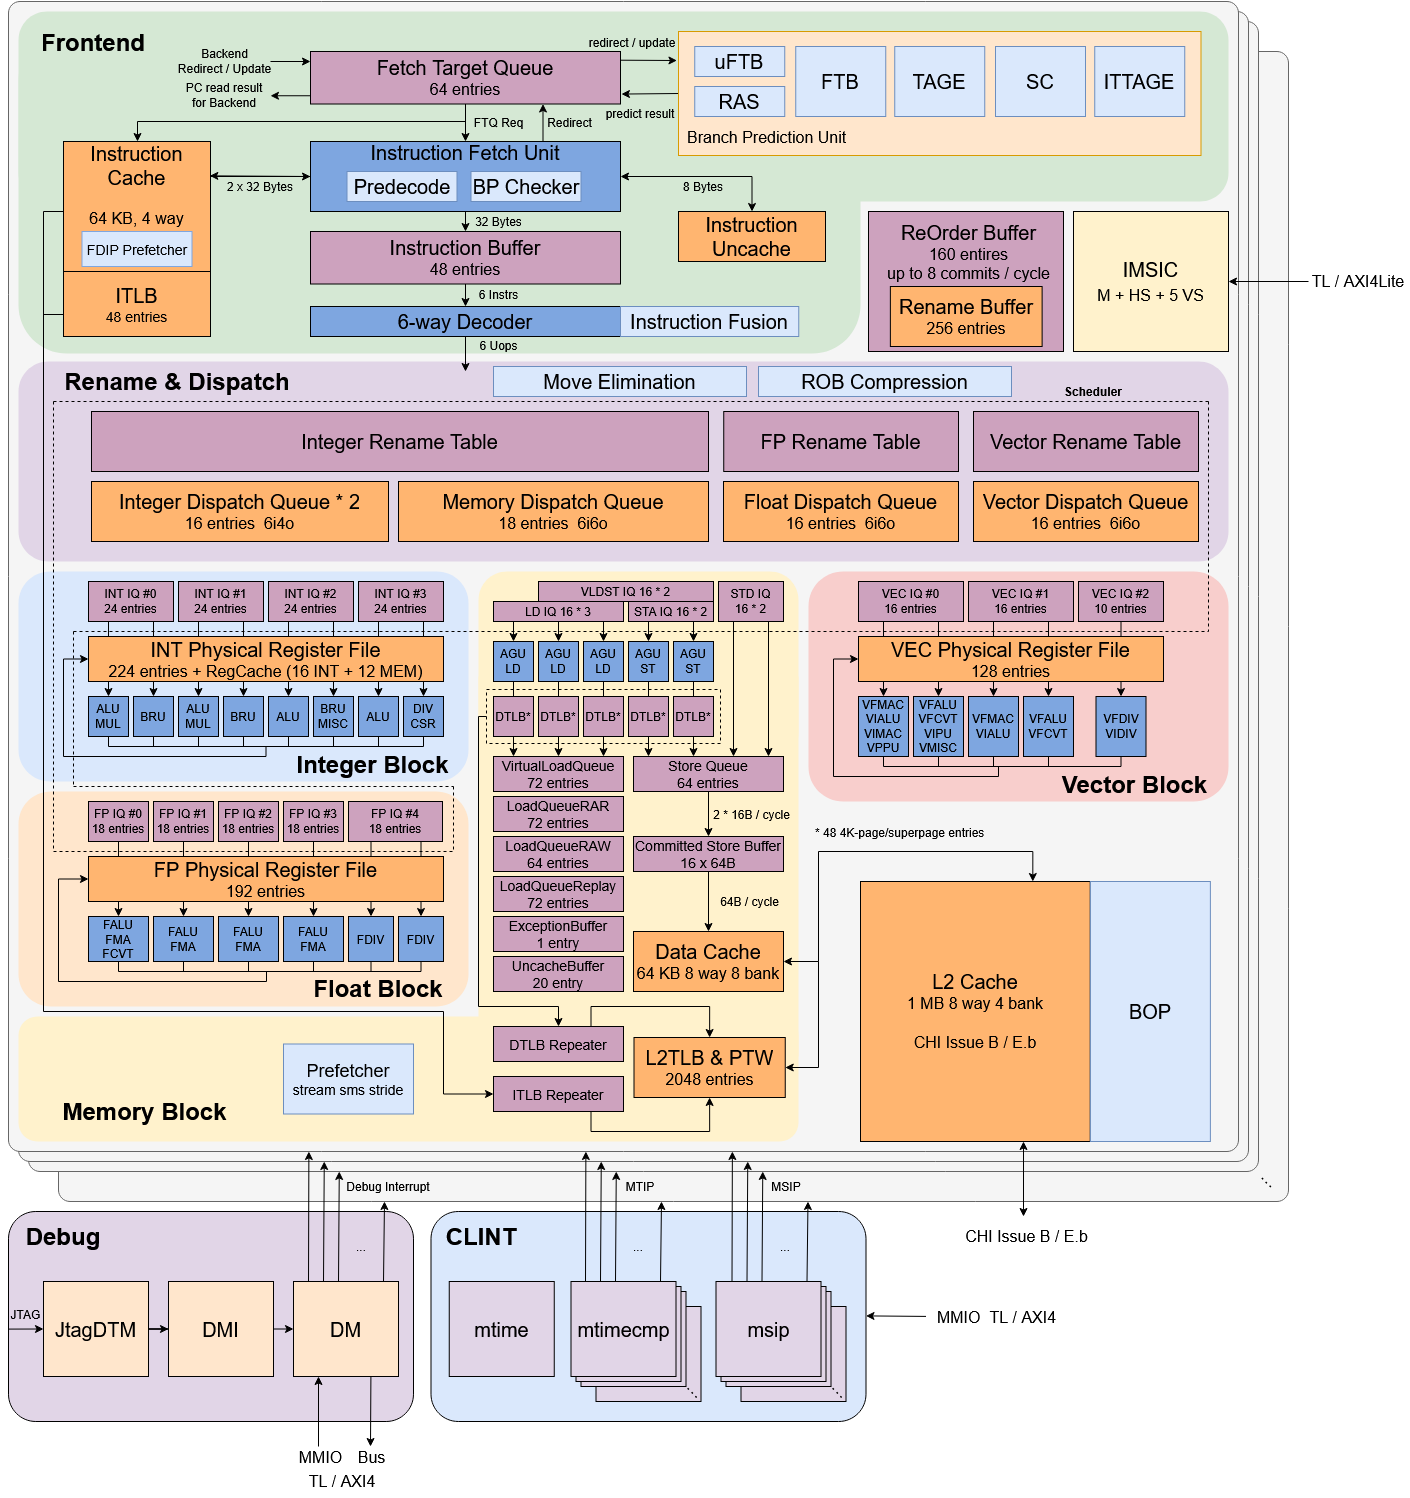 Frontend
Backend
Redirect / Update
PC read result
for Backend
Fetch Target Queue
64 entries
redirect / update
predict result
uFTB
RAS
FTB
TAGE
SC
ITTAGE
Branch Prediction Unit
FTQ Req
Redirect
Instruction
Cache
64 KB, 4 way
FDIP Prefetcher
ITLB
48 entries
2 x 32 Bytes
Instruction Fetch Unit
Predecode
BP Checker
8 Bytes
Instruction
Uncache
32 Bytes
Instruction Buffer
48 entries
6 Instrs
6-way Decoder
Instruction Fusion
6 Uops
ReOrder Buffer
160 entires
up to 8 commits / cycle
Rename Buffer
256 entries
IMSIC
M + HS + 5 VS
TL / AXI4Lite
Rename & Dispatch
Move Elimination
ROB Compression
Scheduler
Integer Rename Table
FP Rename Table
Vector Rename Table
Integer Dispatch Queue * 2
16 entries 6i4o
Memory Dispatch Queue
18 entries 6i6o
Float Dispatch Queue
16 entries 6i6o
Vector Dispatch Queue
16 entries 6i6o
INT IQ #0
24 entries
INT IQ #1
24 entries
INT IQ #2
24 entries
INT IQ #3
24 entries
INT Physical Register File
224 entries + RegCache (16 INT + 12 MEM)
ALU
MUL
BRU
ALU
MUL
BRU
ALU
BRU
MISC
ALU
DIV
CSR
Integer Block
FP IQ #0
18 entries
FP IQ #1
18 entries
FP IQ #2
18 entries
FP IQ #3
18 entries
FP IQ #4
18 entries
FP Physical Register File
192 entries
FALU
FMA
FCVT
FALU
FMA
FALU
FMA
FALU
FMA
FDIV
FDIV
Float Block
VLDST IQ 16 * 2
LD IQ 16 * 3
STA IQ 16 * 2
STD IQ
16 * 2
AGU
LD
AGU
LD
AGU
LD
AGU
ST
AGU
ST
DTLB*
DTLB*
DTLB*
DTLB*
DTLB*
VirtualLoadQueue
72 entries
LoadQueueRAR
72 entries
LoadQueueRAW
64 entries
LoadQueueReplay
72 entries
ExceptionBuffer
1 entry
UncacheBuffer
20 entry
Store Queue
64 entries
2 * 16B / cycle
Committed Store Buffer
16 x 64B
64B / cycle
Data Cache
64 KB 8 way 8 bank
DTLB Repeater
ITLB Repeater
L2TLB & PTW
2048 entries
Prefetcher
stream sms stride
Memory Block
VEC IQ #0
16 entries
VEC IQ #1
16 entries
VEC IQ #2
10 entries
VEC Physical Register File
128 entries
VFMAC
VIALU
VIMAC
VPPU
VFALU
VFCVT
VIPU
VMISC
VFMAC
VIALU
VFALU
VFCVT
VFDIV
VIDIV
Vector Block
* 48 4K-page/superpage entries
L2 Cache
1 MB 8 way 4 bank
CHI Issue B / E.b
BOP
CHI Issue B / E.b
Debug Interrupt
MTIP
MSIP
...
...
...
...
Debug
JTAG
JtagDTM
DMI
DM
MMIO Bus
TL / AXI4
CLINT
mtime
mtimecmp
...
msip
...
MMIO TL / AXI4